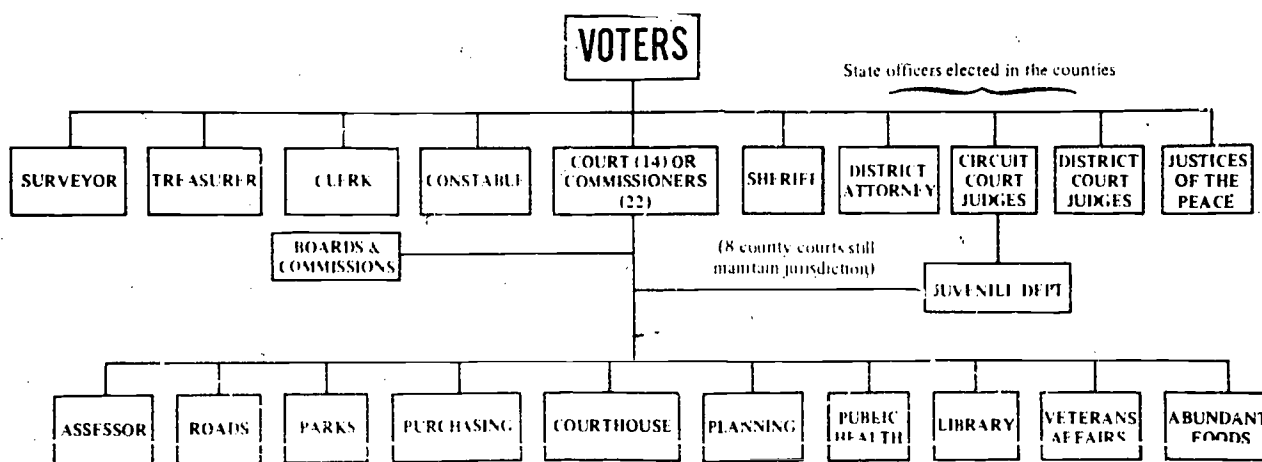 VOTERS
State officers elected in the counties
SURVEYOR
TREASURER
CLERK
CONSTABLE
COURT (14) OR
COMMISSIONERS
(22)
SHERIFF
DISTRICT
ATTORNEY
CIRCUIT
COURT
JUDGES
DISTRICT
COURT
JUDGES
JUSTICES
OF THE
PEACE
BOARDS &
COMMISSIONS
(8 county courts still
maintain jurisdiction)
JUVENILE DEPT
ASSESSOR
ROADS
PARKS
PURCHASING
COURTHOUSE
PLANNING
PUBLIC
HEALTH
LIBRARY
VETERANS
AFFAIRS
ABUNDANT
FOODS